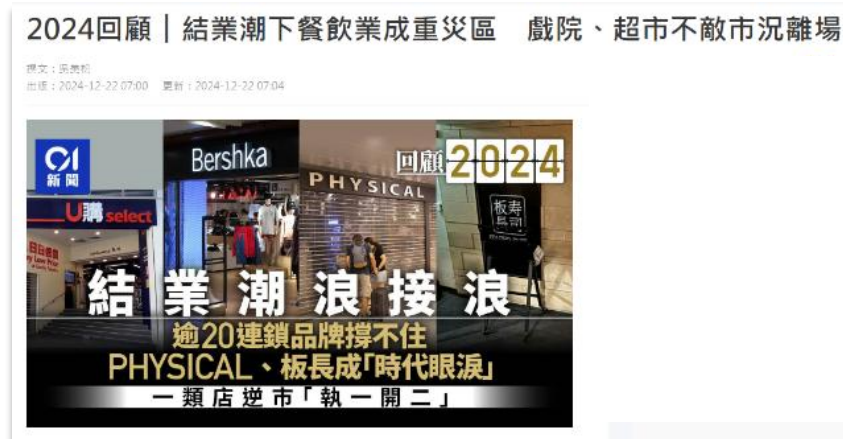 2024回顧｜結業潮下餐飲業成重災區　戲院、超市不敵市況離場
出版：2024-12-22 07:00　更新：2024-12-22 07:04
01
新聞
回顧2024
U購select
Bershka
PHYSICAL
板寿
長司
結業潮浪接浪
逾20連鎖品牌撐不住
PHYSICAL、板長成「時代眼淚」
一類店逆市「執一開二」